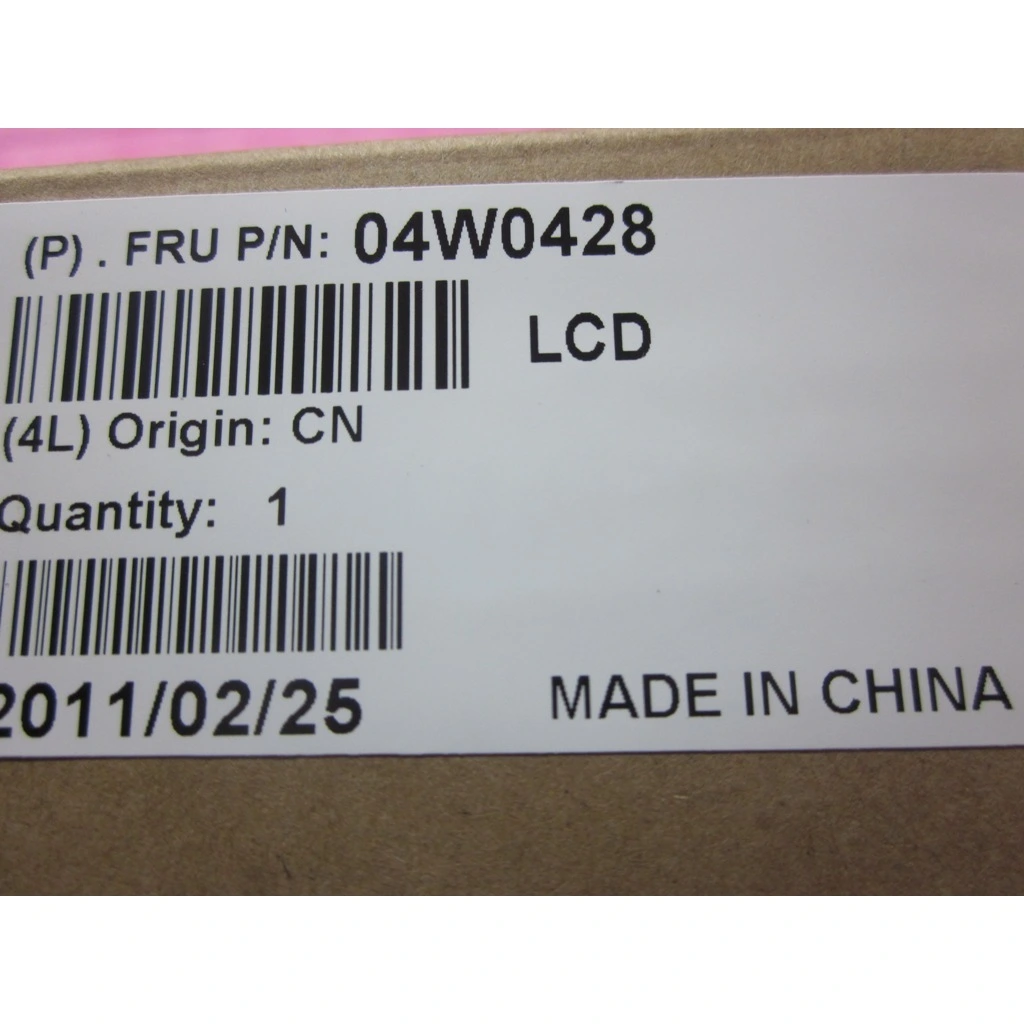 (P) . FRU P/N: 04W0428
LCD
(4L) Origin: CN
Quantity: 1
2011/02/25
MADE IN CHINA